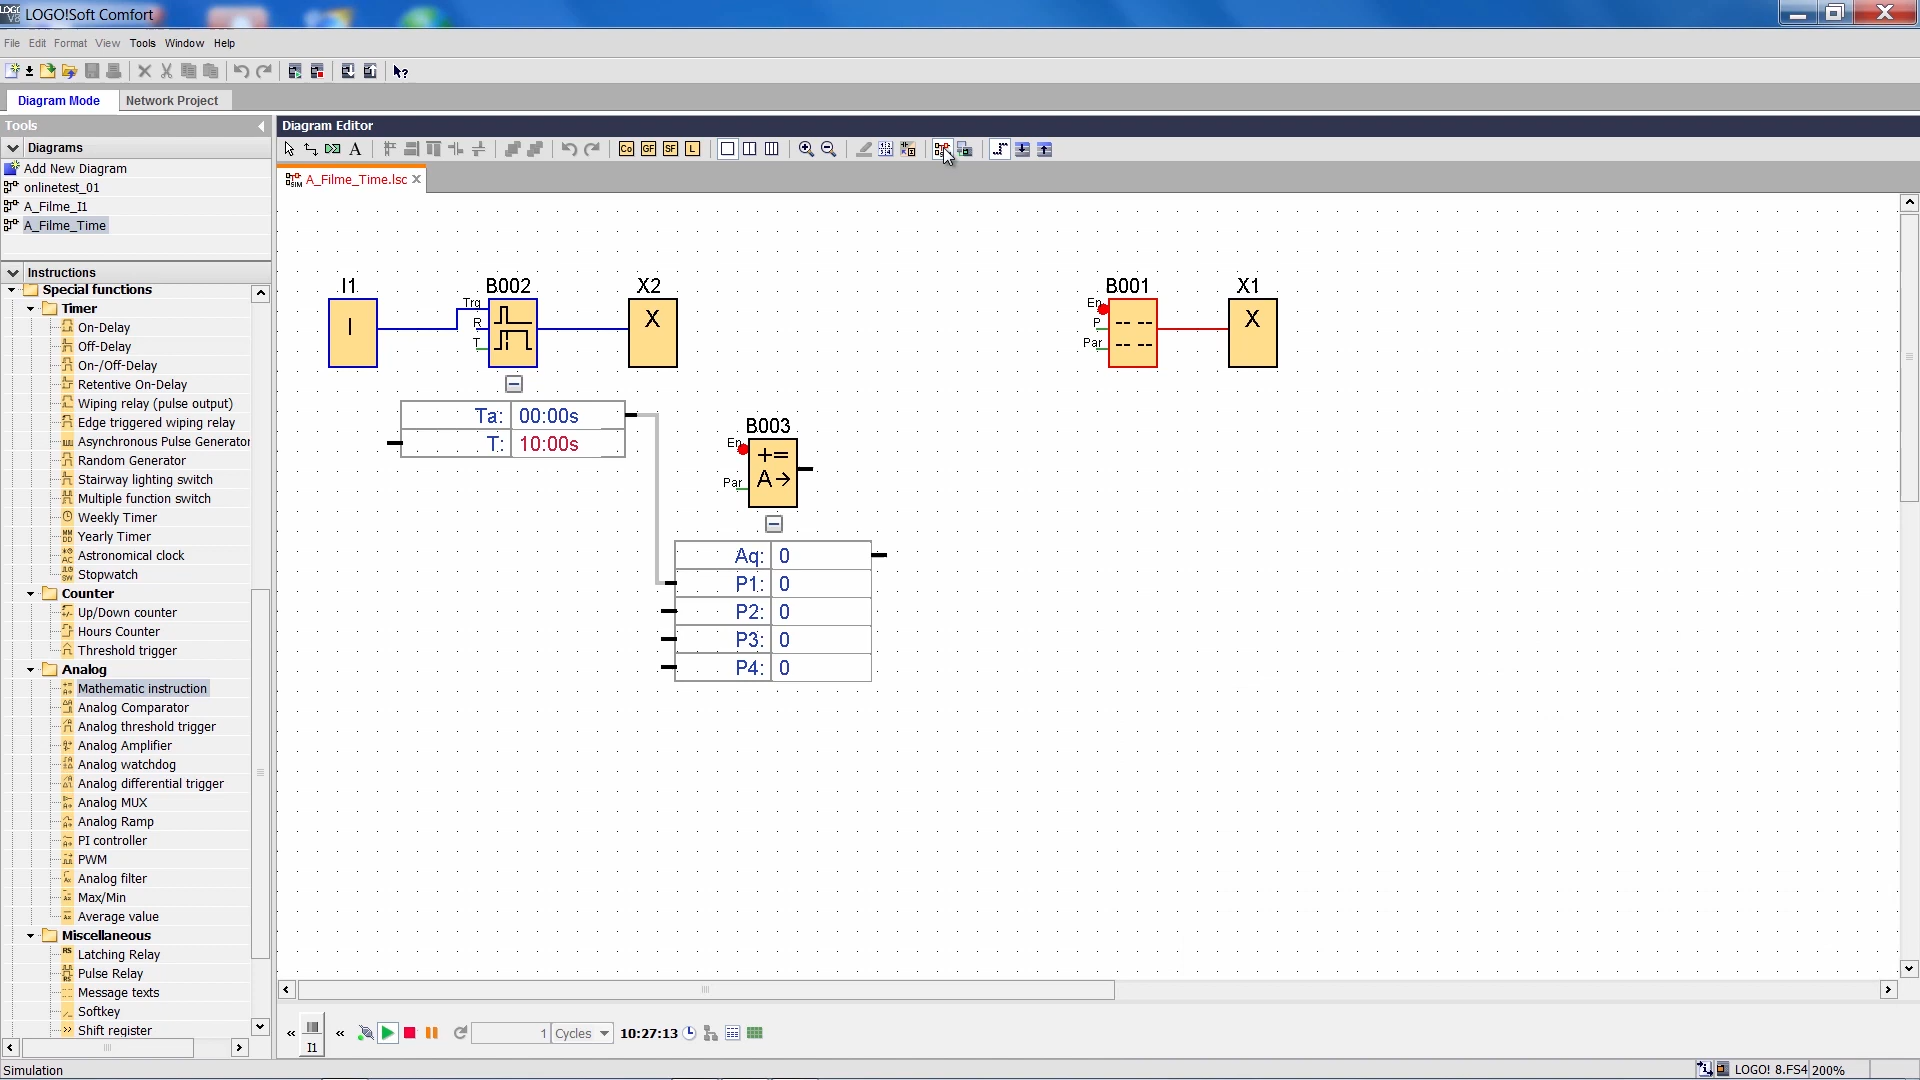 LOGO!Soft Comfort
File Edit Format View Tools Window Help
Diagram Mode Network Project
Tools
Diagram Editor
Diagrams
Add New Diagram
onlinetest_01
A_Filme_I1
A_Filme_Time
A Co GF SF L
A_Filme_Time.lsc
Instructions
Special functions
Timer
On-Delay
Off-Delay
On-/Off-Delay
Retentive On-Delay
Wiping relay (pulse output)
Edge triggered wiping relay
Asynchronous Pulse Generator
Random Generator
Stairway lighting switch
Multiple function switch
Weekly Timer
Yearly Timer
Astronomical clock
Stopwatch
Counter
Up/Down counter
Hours Counter
Threshold trigger
Analog
Mathematic instruction
Analog Comparator
Analog threshold trigger
Analog Amplifier
Analog watchdog
Analog differential trigger
Analog MUX
Analog Ramp
PI controller
PWM
Analog filter
Max/Min
Average value
Miscellaneous
Latching Relay
Pulse Relay
Message texts
Softkey
Shift register
I1 B002 X2 B001 X1
I Trg R T X
En P Par X
Ta: 00:00s
T: 10:00s
B003
En += A→
Par
Aq: 0
P1: 0
P2: 0
P3: 0
P4: 0
I1
1 Cycles 10:27:13
Simulation LOGO! 8.FS4 200%